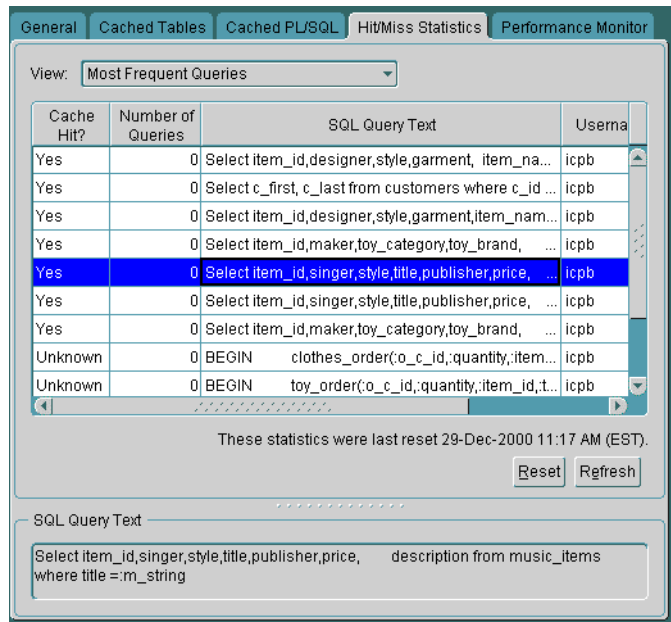 General Cached Tables Cached PL/SQL Hit/Miss Statistics Performance Monitor
View: Most Frequent Queries
Cache Hit? Number of Queries SQL Query Text Userna
Yes 0 Select item_id,designer,style,garment, item_na... icpb
Yes 0 Select c_first, c_last from customers where c_id ... icpb
Yes 0 Select item_id,designer,style,garment,item_nam... icpb
Yes 0 Select item_id,maker,toy_category,toy_brand, ... icpb
Yes 0 Select item_id,singer,style,title,publisher,price, ... icpb
Yes 0 Select item_id,singer,style,title,publisher,price, ... icpb
Yes 0 Select item_id,maker,toy_category,toy_brand, ... icpb
Unknown 0 BEGIN clothes_order(:o_c_id,:quantity,:item... icpb
Unknown 0 BEGIN toy_order(:o_c_id,:quantity,:item_id,:t... icpb
These statistics were last reset 29-Dec-2000 11:17 AM (EST).
Reset Refresh
SQL Query Text
Select item_id,singer,style,title,publisher,price, description from music_items
where title =:m_string